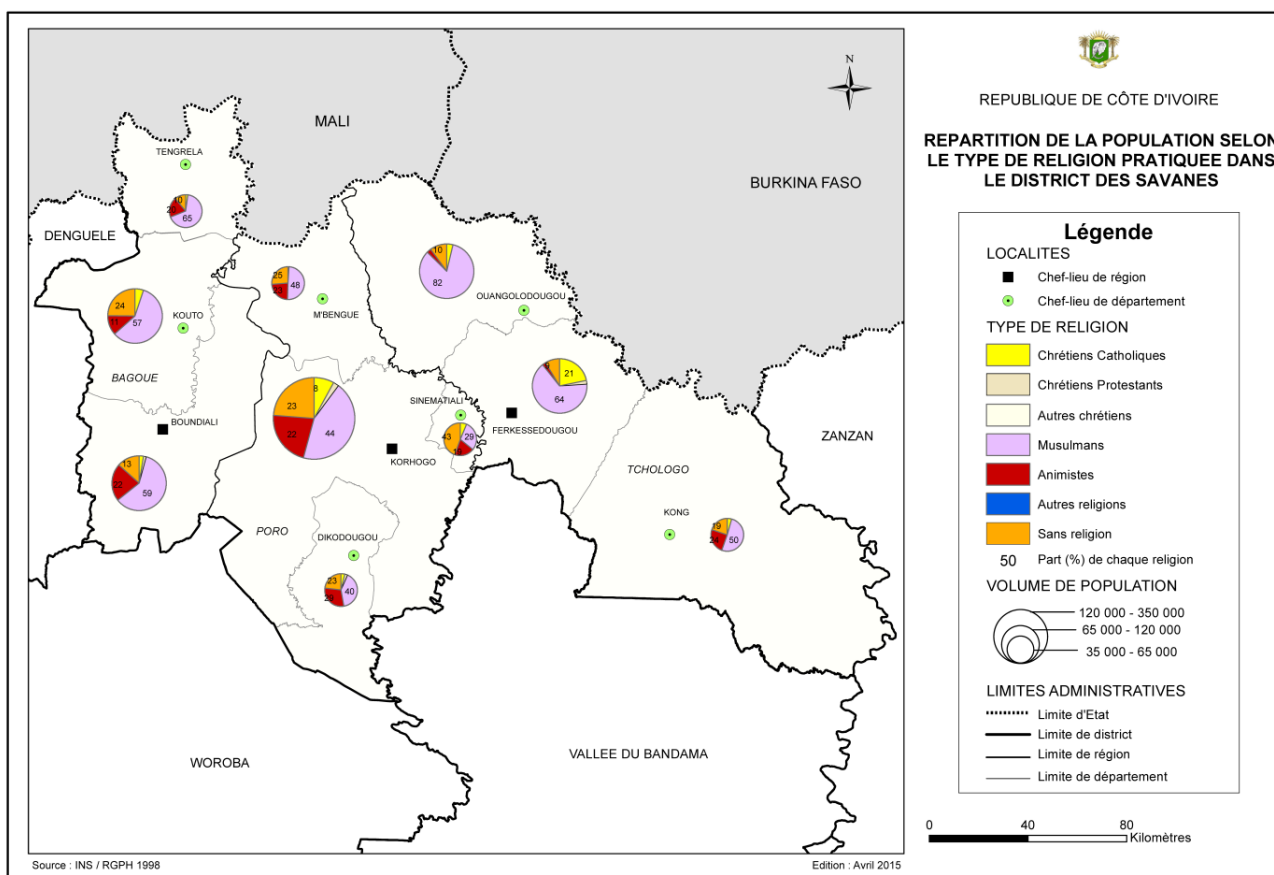 REPUBLIQUE DE CÔTE D'IVOIRE
REPARTITION DE LA POPULATION SELON
LE TYPE DE RELIGION PRATIQUEE DANS
LE DISTRICT DES SAVANES
N
MALI
BURKINA FASO
TENGRELA
10
20
65
DENGUELE
24
11
57
KOUTO
BAGOUE
25
23
48
M'BENGUE
10
82
OUANGOLODOUGOU
21
64
FERKESSEDOUGOU
SINEMATIALI
43
29
8
23
22
44
KORHOGO
BOUNDIALI
13
22
59
PORO
DIKODOUGOU
23
29
40
TCHOLOGO
KONG
19
24
50
ZANZAN
WOROBA
VALLEE DU BANDAMA
Légende
LOCALITES
Chef-lieu de région
Chef-lieu de département
TYPE DE RELIGION
Chrétiens Catholiques
Chrétiens Protestants
Autres chrétiens
Musulmans
Animistes
Autres religions
Sans religion
50 Part (%) de chaque religion
VOLUME DE POPULATION
120 000 - 350 000
65 000 - 120 000
35 000 - 65 000
LIMITES ADMINISTRATIVES
Limite d'Etat
Limite de district
Limite de région
Limite de département
0 40 80
Kilomètres
Source : INS / RGPH 1998
Edition : Avril 2015